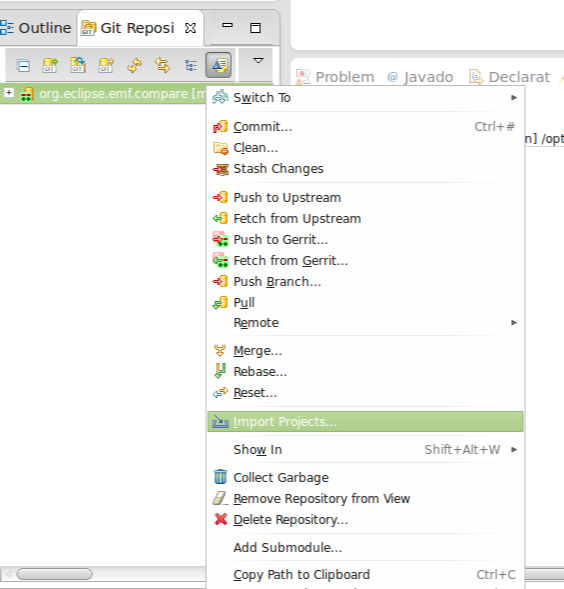 Outline Git Reposi
Problem @ Javado Declarat
org.eclipse.emf.compare [m
Switch To
Commit... Ctrl+#
n] /opt
Clean...
Stash Changes
Push to Upstream
Fetch from Upstream
Push to Gerrit...
Fetch from Gerrit...
Push Branch...
Pull
Remote
Merge...
Rebase...
Reset...
Import Projects...
Show In Shift+Alt+W
Collect Garbage
Remove Repository from View
Delete Repository...
Add Submodule...
Copy Path to Clipboard Ctrl+C